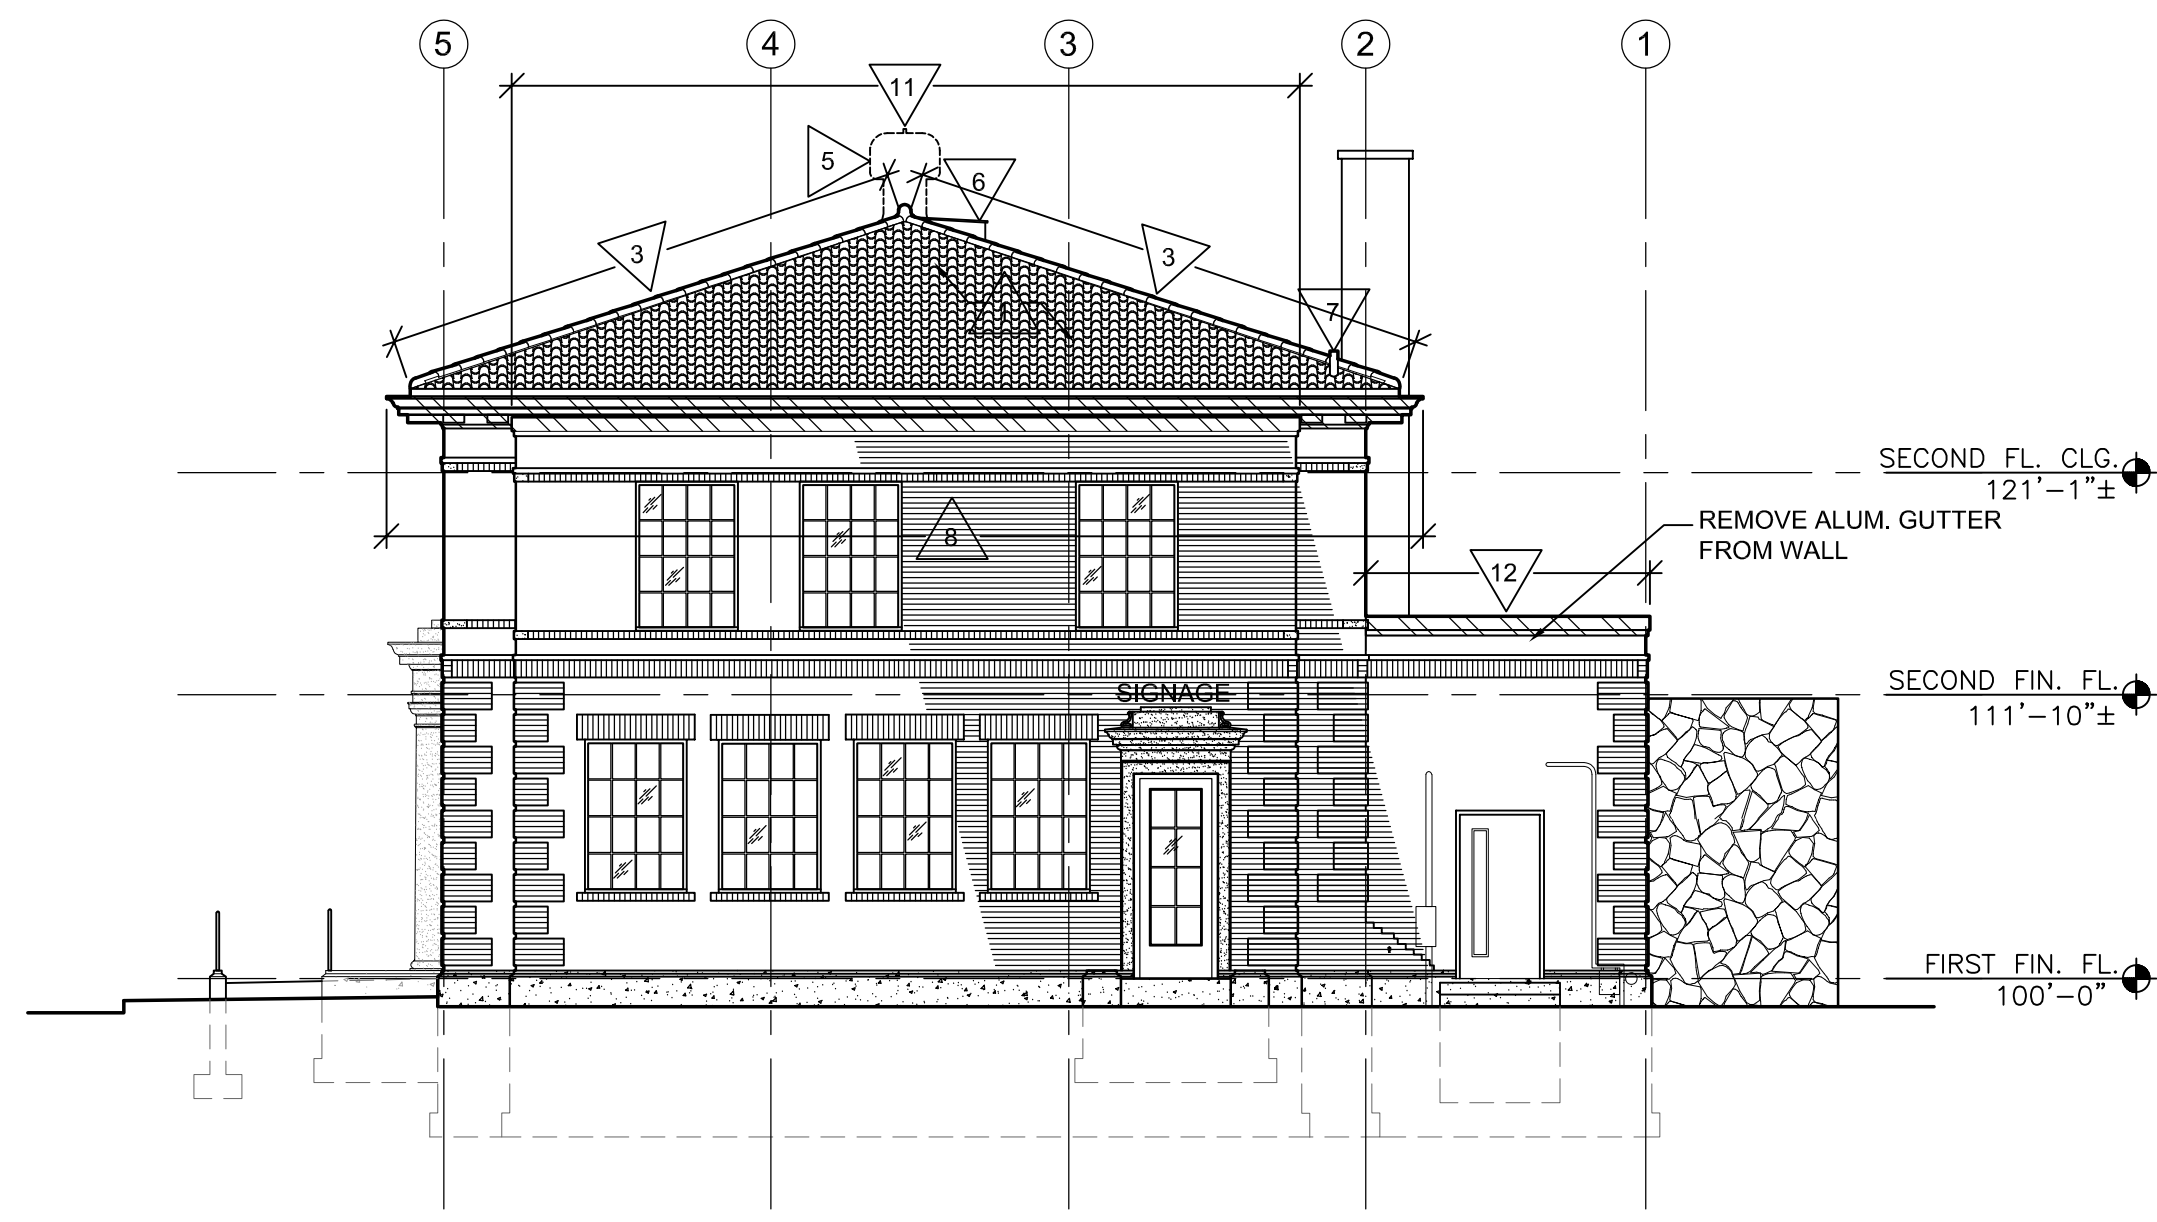 5
4
3
2
1
11
5
6
3
3
7
1
SECOND FL. CLG.
121'-1"±
8
REMOVE ALUM. GUTTER
FROM WALL
12
SECOND FIN. FL.
111'-10"±
SIGNAGE
FIRST FIN. FL.
100'-0"